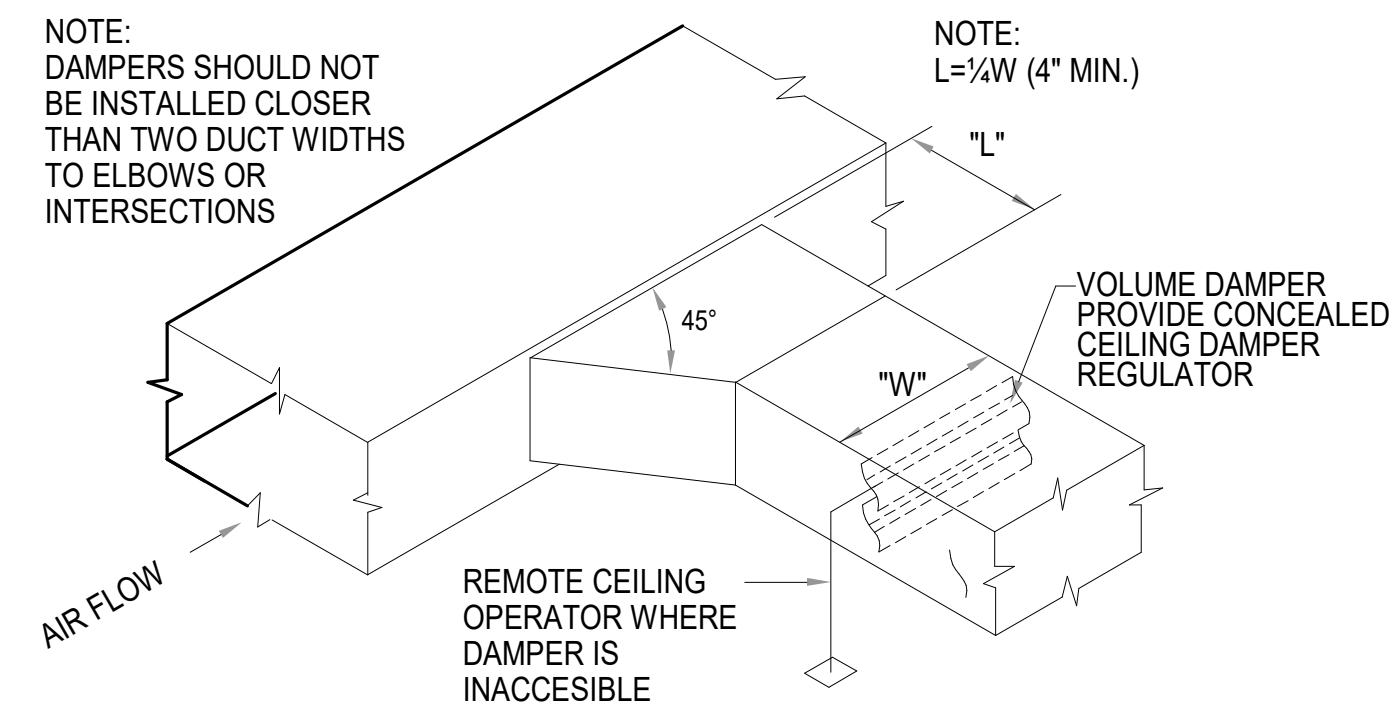 NOTE:
DAMPERS SHOULD NOT
BE INSTALLED CLOSER
THAN TWO DUCT WIDTHS
TO ELBOWS OR
INTERSECTIONS
NOTE:
L=¼W (4" MIN.)
"L"
45°
VOLUME DAMPER
PROVIDE CONCEALED
CEILING DAMPER
REGULATOR
"W"
AIR FLOW
REMOTE CEILING
OPERATOR WHERE
DAMPER IS
INACCESIBLE